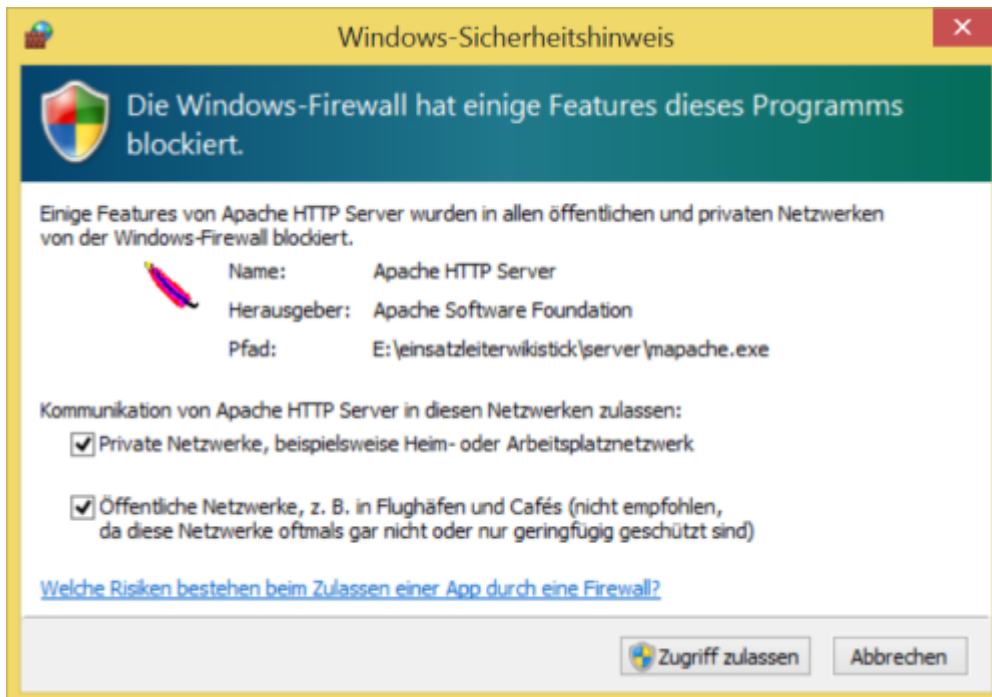 Windows-Sicherheitshinweis
Die Windows-Firewall hat einige Features dieses Programms
blockiert.
Einige Features von Apache HTTP Server wurden in allen öffentlichen und privaten Netzwerken
von der Windows-Firewall blockiert.
Name: Apache HTTP Server
Herausgeber: Apache Software Foundation
Pfad: E:\einsatzleiterwikistick\server\mapache.exe
Kommunikation von Apache HTTP Server in diesen Netzwerken zulassen:
Private Netzwerke, beispielsweise Heim- oder Arbeitsplatznetzwerk
Öffentliche Netzwerke, z. B. in Flughäfen und Cafés (nicht empfohlen,
da diese Netzwerke oftmals gar nicht oder nur geringfügig geschützt sind)
Welche Risiken bestehen beim Zulassen einer App durch eine Firewall?
Zugriff zulassen Abbrechen